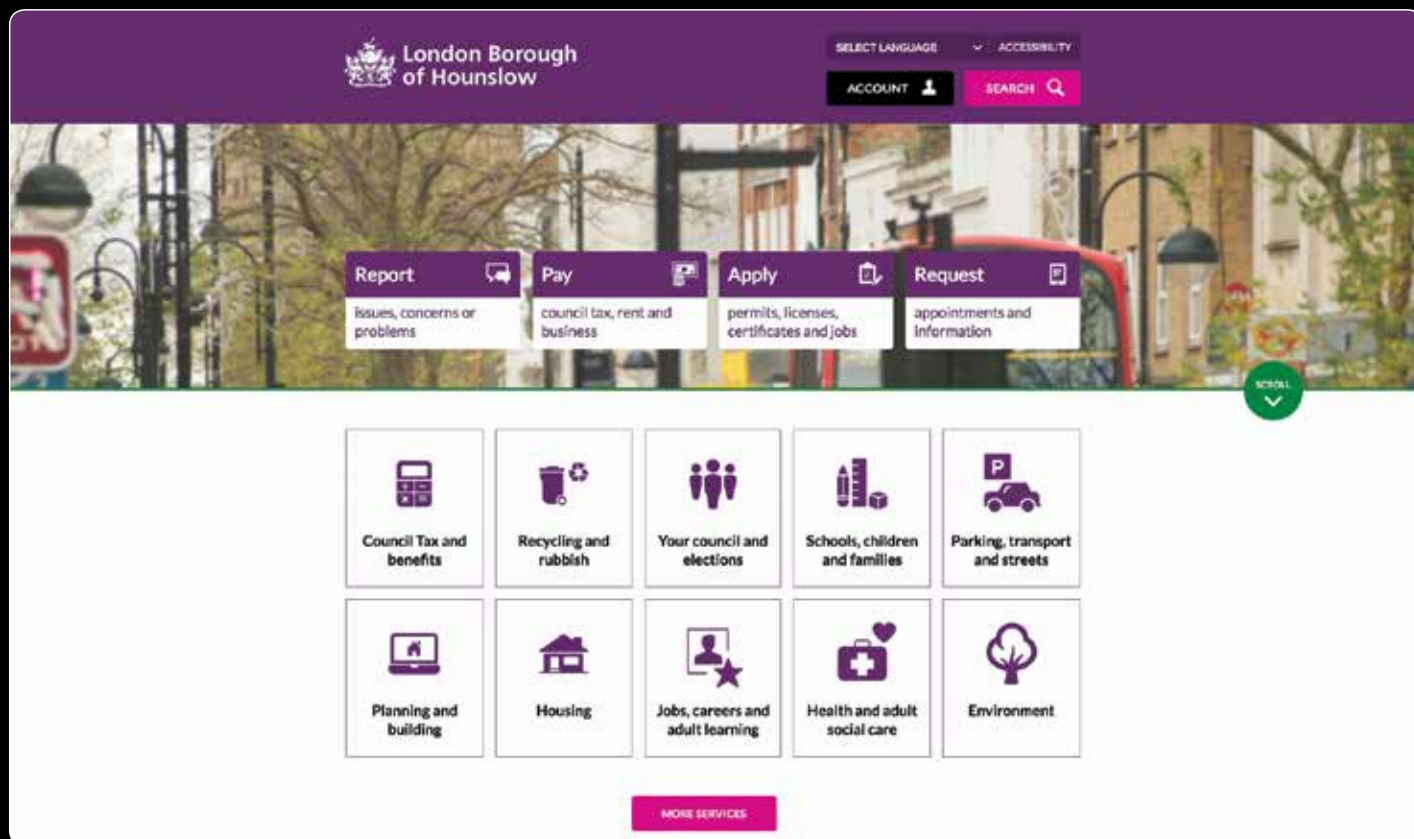 London Borough
of Hounslow
SELECT LANGUAGE
ACCESSIBILITY
ACCOUNT
SEARCH
Report
issues, concerns or
problems
Pay
council tax, rent and
business
Apply
permits, licenses,
certificates and jobs
Request
appointments and
information
SCROLL
Council Tax and
benefits
Recycling and
rubbish
Your council and
elections
Schools, children
and families
P
Parking, transport
and streets
Planning and
building
Housing
Jobs, careers and
adult learning
Health and adult
social care
Environment
MORE SERVICES